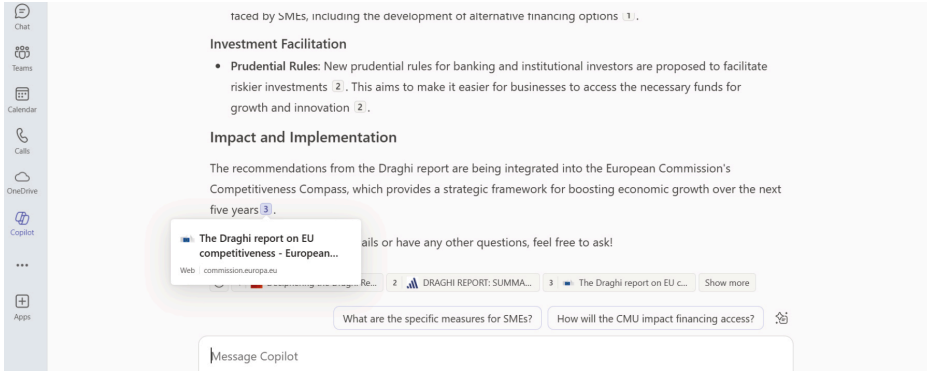 Chat
Teams
Calendar
Calls
OneDrive
Copilot
Apps
faced by SMEs, including the development of alternative financing options 1 .
Investment Facilitation
• Prudential Rules: New prudential rules for banking and institutional investors are proposed to facilitate
riskier investments 2 . This aims to make it easier for businesses to access the necessary funds for
growth and innovation 2 .
Impact and Implementation
The recommendations from the Draghi report are being integrated into the European Commission's
Competitiveness Compass, which provides a strategic framework for boosting economic growth over the next
five years 3 .
The Draghi report on EU
competitiveness - European...
Web | commission.europa.eu
ails or have any other questions, feel free to ask!
Re... 2 DRAGHI REPORT: SUMMA... 3 The Draghi report on EU c... Show more
What are the specific measures for SMEs? How will the CMU impact financing access?
Message Copilot